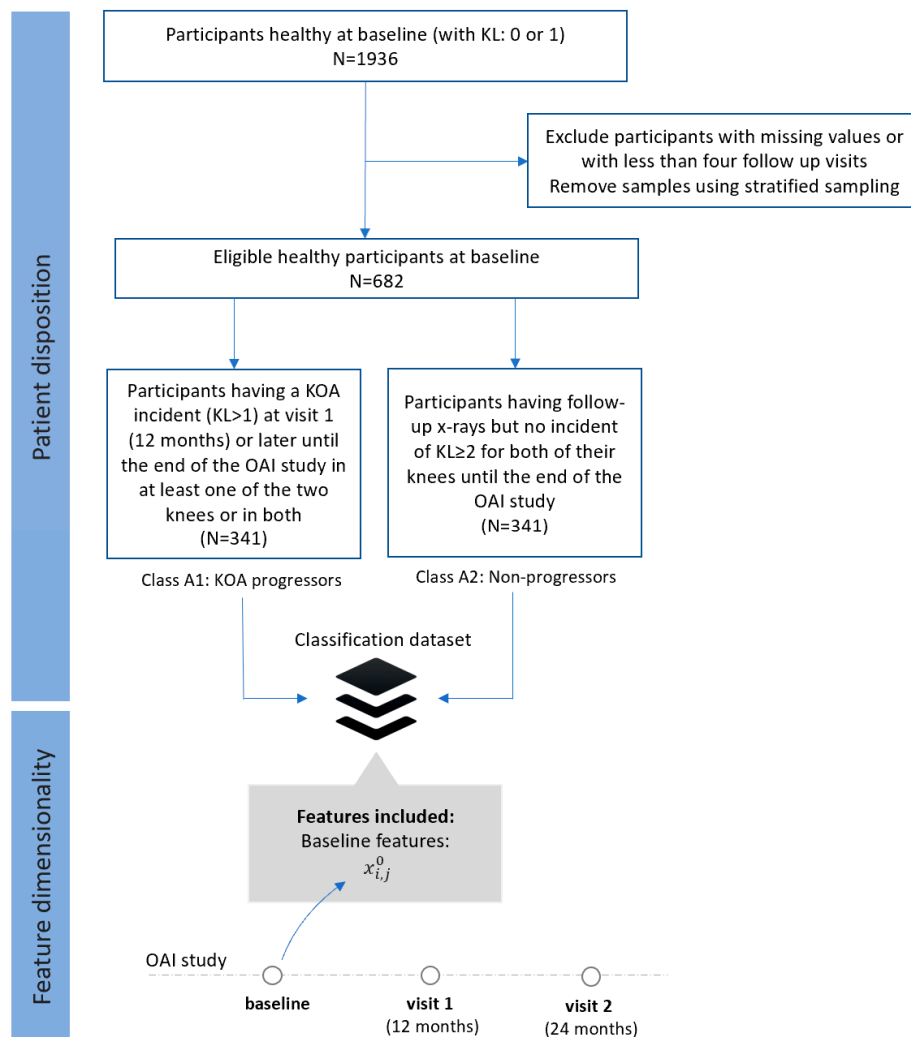 Patient disposition
Participants healthy at baseline (with KL: 0 or 1)
N=1936
Exclude participants with missing values or
with less than four follow up visits
Remove samples using stratified sampling
Eligible healthy participants at baseline
N=682
Participants having a KOA
incident (KL>1) at visit 1
(12 months) or later until
the end of the OAI study in
at least one of the two
knees or in both
(N=341)
Participants having follow-
up x-rays but no incident
of KL≥2 for both of their
knees until the end of the
OAI study
(N=341)
Class A1: KOA progressors
Class A2: Non-progressors
Classification dataset
Feature dimensionality
Features included:
Baseline features:
x⁰ᵢ,ⱼ
OAI study
baseline
visit 1
(12 months)
visit 2
(24 months)